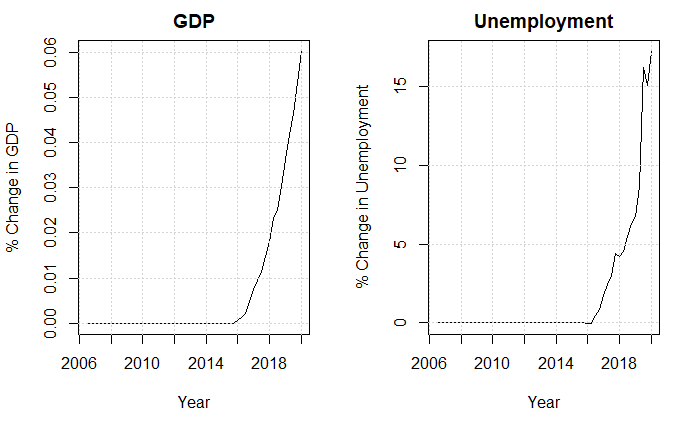 GDP
% Change in GDP
0.06
0.05
0.04
0.03
0.02
0.01
0.00
2006 2010 2014 2018
Year
Unemployment
% Change in Unemployment
15
10
5
0
2006 2010 2014 2018
Year